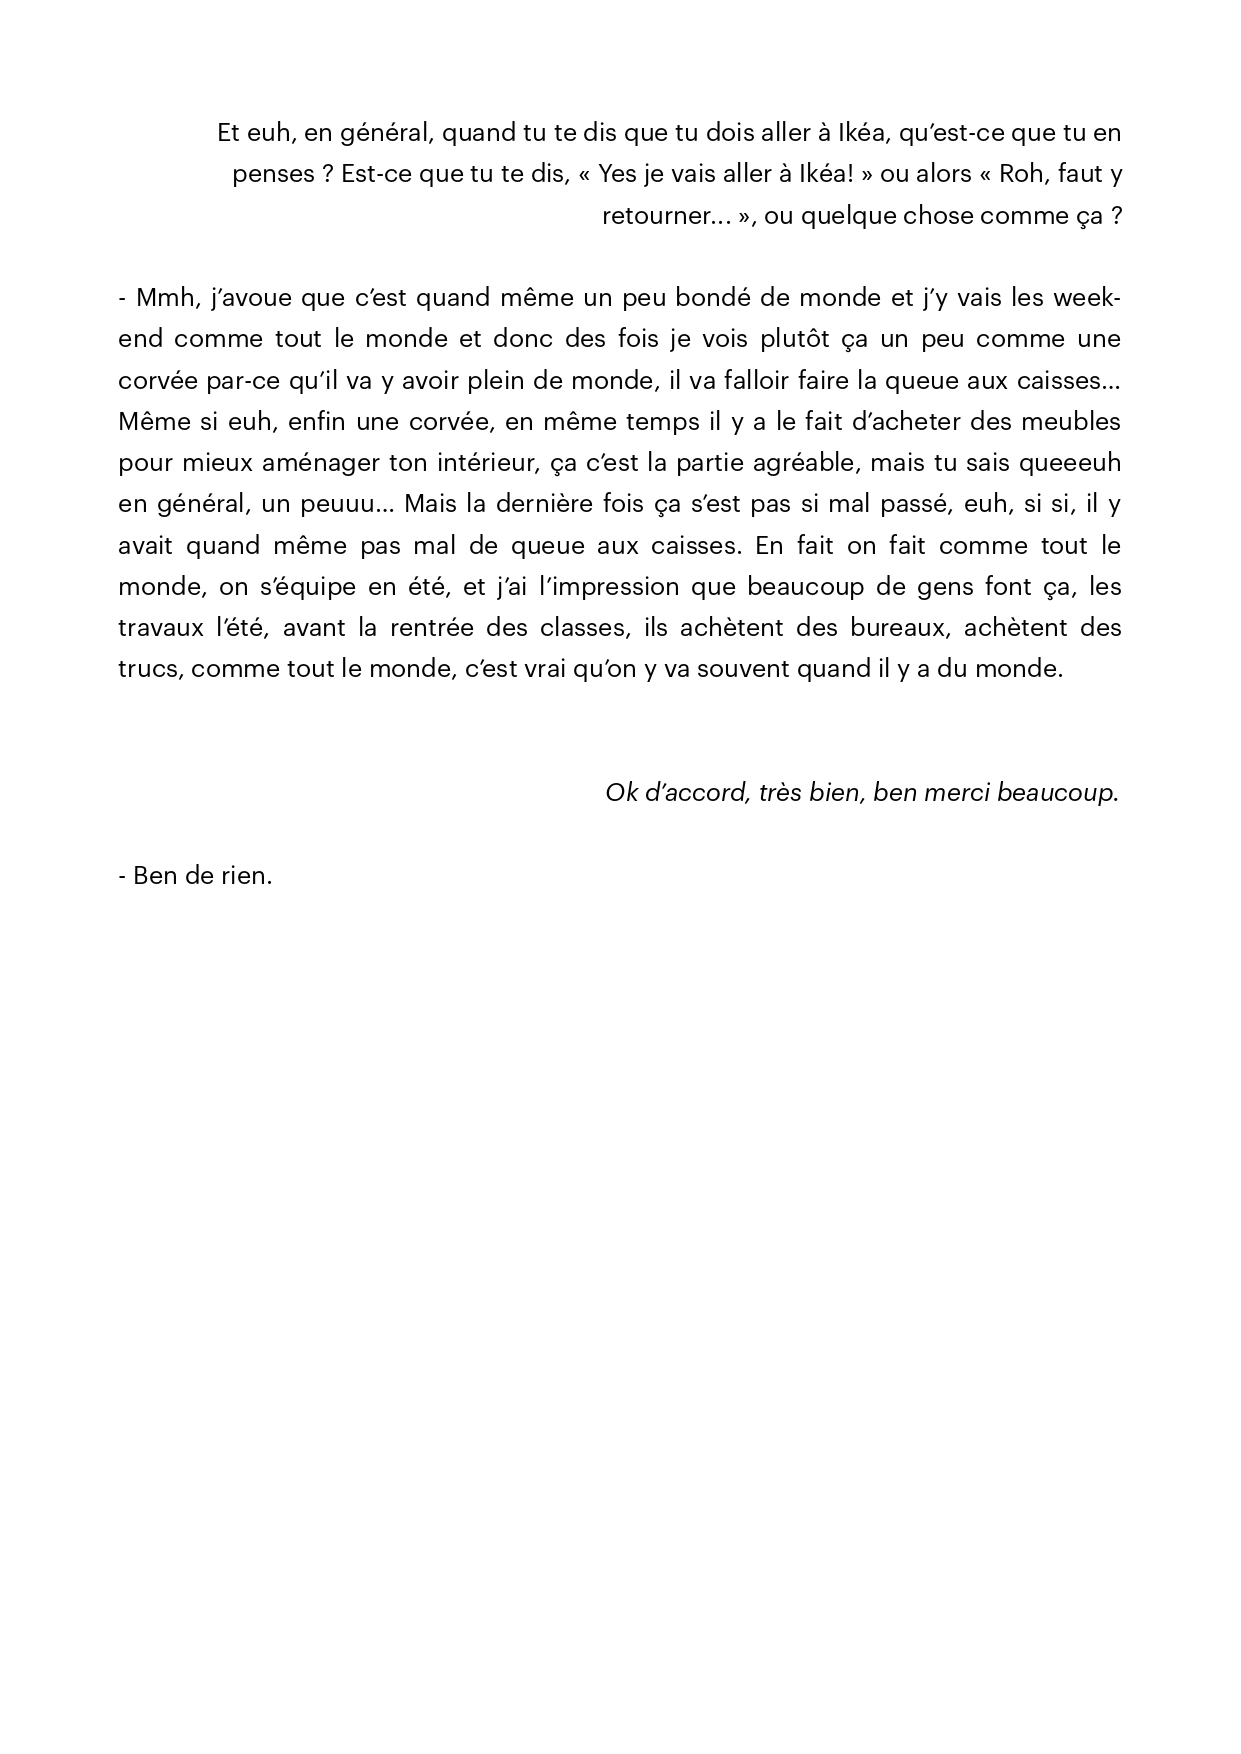 Et euh, en général, quand tu te dis que tu dois aller à Ikéa, qu’est-ce que tu en
penses ? Est-ce que tu te dis, « Yes je vais aller à Ikéa! » ou alors « Roh, faut y
retourner... », ou quelque chose comme ça ?
- Mmh, j’avoue que c’est quand même un peu bondé de monde et j’y vais les week-
end comme tout le monde et donc des fois je vois plutôt ça un peu comme une
corvée par-ce qu’il va y avoir plein de monde, il va falloir faire la queue aux caisses...
Même si euh, enfin une corvée, en même temps il y a le fait d’acheter des meubles
pour mieux aménager ton intérieur, ça c’est la partie agréable, mais tu sais queeeuh
en général, un peuuu... Mais la dernière fois ça s’est pas si mal passé, euh, si si, il y
avait quand même pas mal de queue aux caisses. En fait on fait comme tout le
monde, on s’équipe en été, et j’ai l’impression que beaucoup de gens font ça, les
travaux l’été, avant la rentrée des classes, ils achètent des bureaux, achètent des
trucs, comme tout le monde, c’est vrai qu’on y va souvent quand il y a du monde.
Ok d’accord, très bien, ben merci beaucoup.
- Ben de rien.